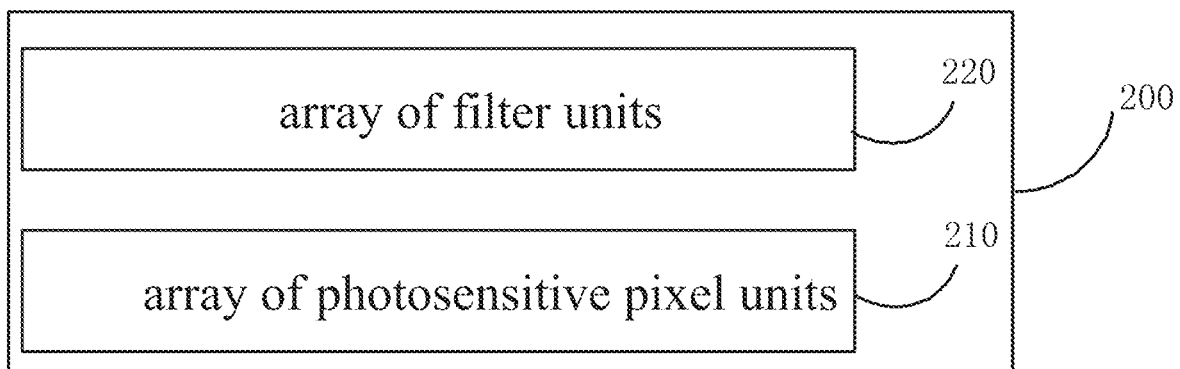 array of filter units
220
200
array of photosensitive pixel units
210